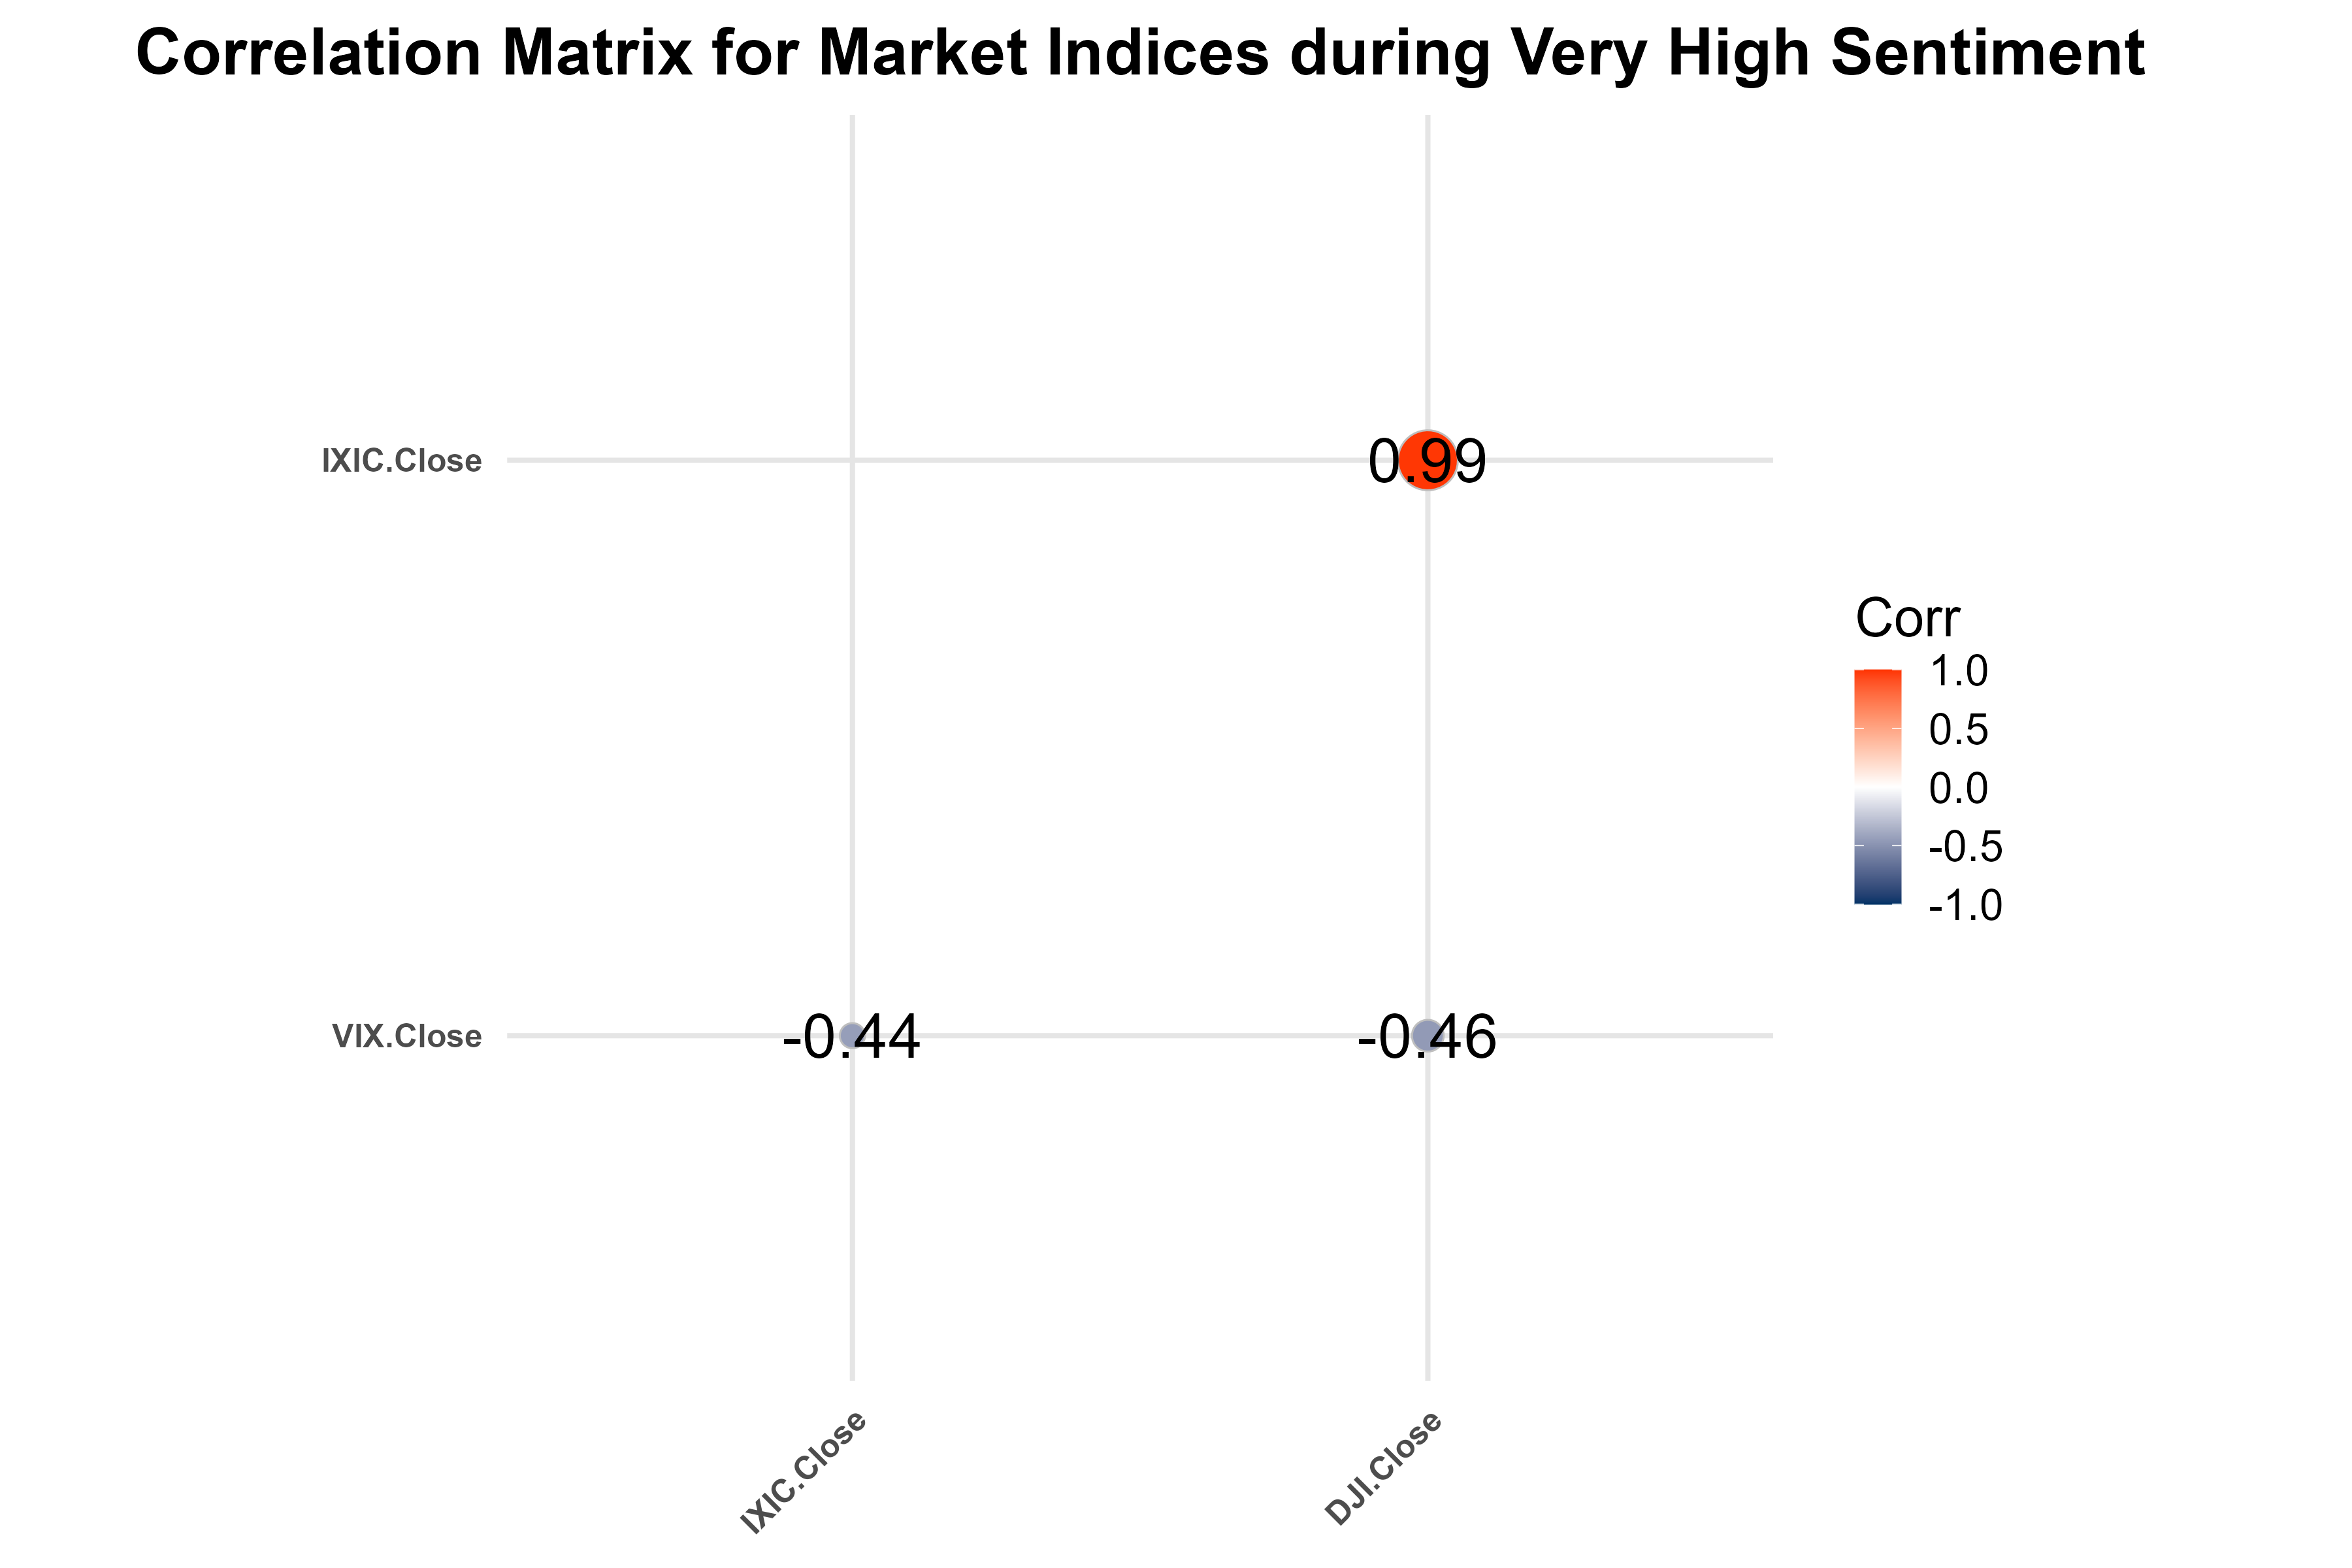 Correlation Matrix for Market Indices during Very High Sentiment
IXIC.Close
0.99
Corr
1.0
0.5
0.0
-0.5
-1.0
VIX.Close
-0.44
-0.46
IXIC.Close
DJI.Close